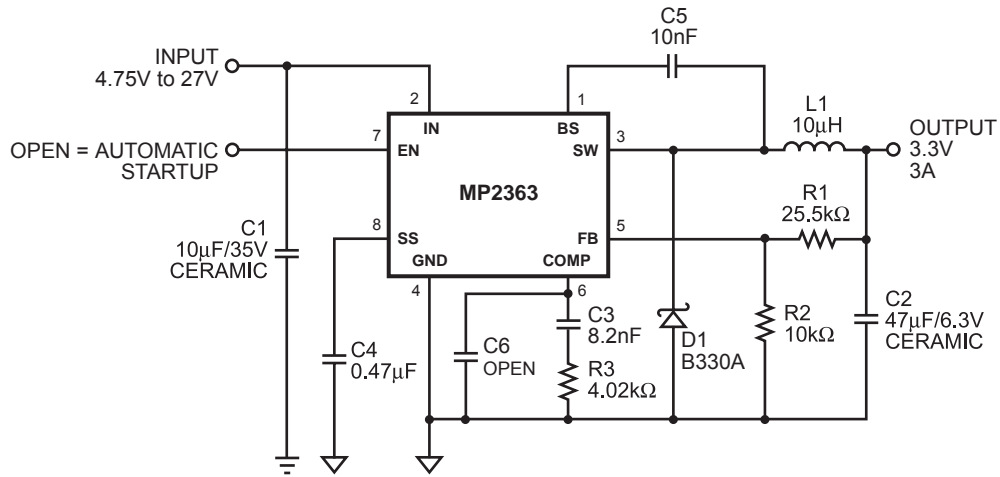 C5
10nF
INPUT
4.75V to 27V
2
1
IN
BS
L1
10µH
7
EN
3
SW
OPEN = AUTOMATIC
STARTUP
OUTPUT
3.3V
3A
MP2363
R1
25.5kΩ
8
SS
5
FB
C1
10µF/35V
CERAMIC
GND
COMP
4
6
C3
8.2nF
C2
47µF/6.3V
CERAMIC
R2
10kΩ
D1
B330A
C4
0.47µF
C6
OPEN
R3
4.02kΩ